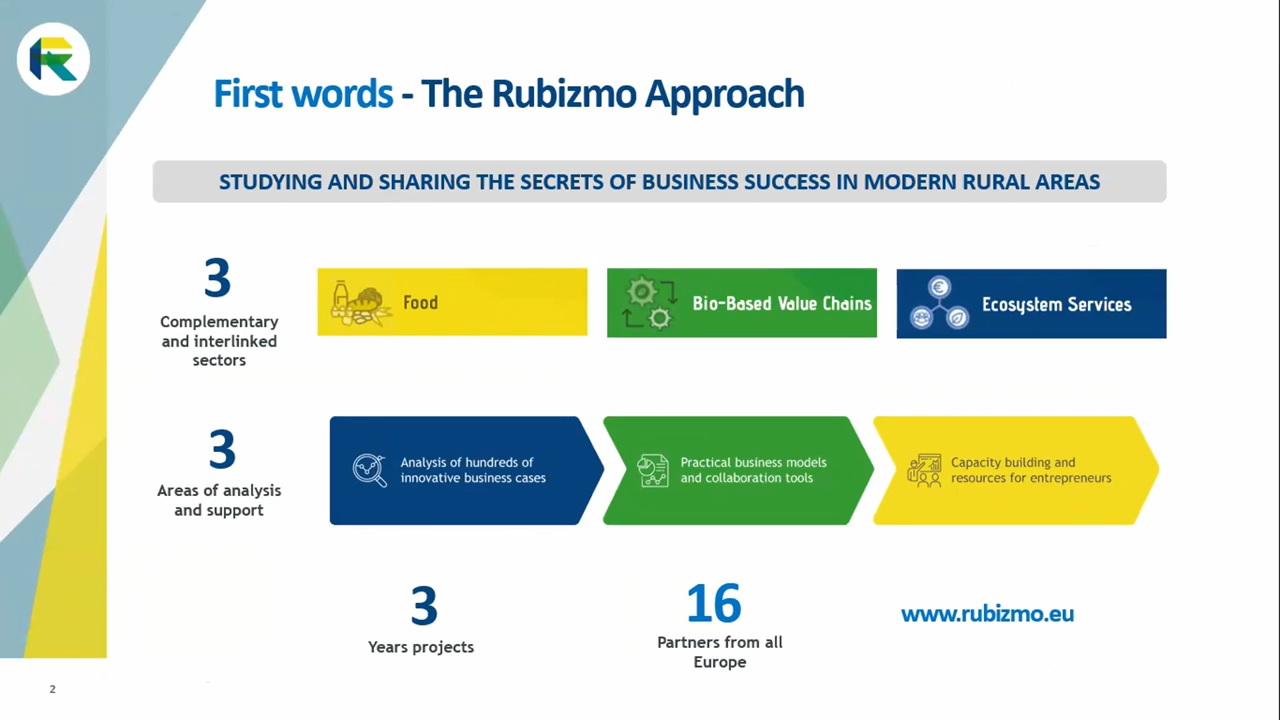 First words - The Rubizmo Approach
STUDYING AND SHARING THE SECRETS OF BUSINESS SUCCESS IN MODERN RURAL AREAS
3
Complementary
and interlinked
sectors
Food
Bio-Based Value Chains
Ecosystem Services
3
Areas of analysis
and support
Analysis of hundreds of
innovative business cases
Practical business models
and collaboration tools
Capacity building and
resources for entrepreneurs
3
Years projects
16
Partners from all
Europe
www.rubizmo.eu
2